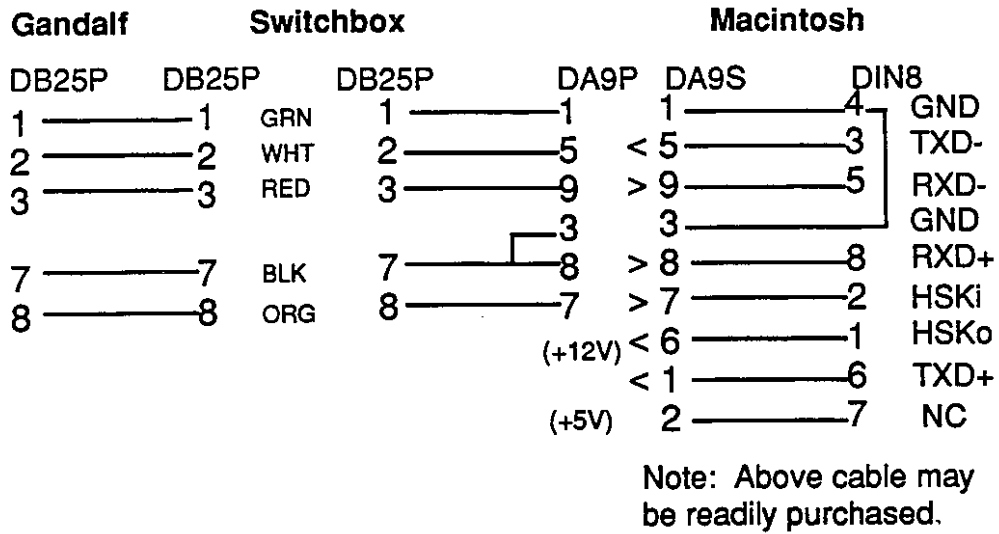 Gandalf Switchbox Macintosh
DB25P DB25P DB25P DA9P DA9S DIN8
1 1 GRN 1 1 1 4 GND
2 2 WHT 2 5 < 5 3 TXD-
3 3 RED 3 9 > 9 5 RXD-
3 3 GND
7 7 BLK 7 8 > 8 8 RXD+
8 8 ORG 8 7 > 7 2 HSKi
(+12V) < 6 1 HSKo
< 1 6 TXD+
(+5V) 2 7 NC
Note: Above cable may
be readily purchased.